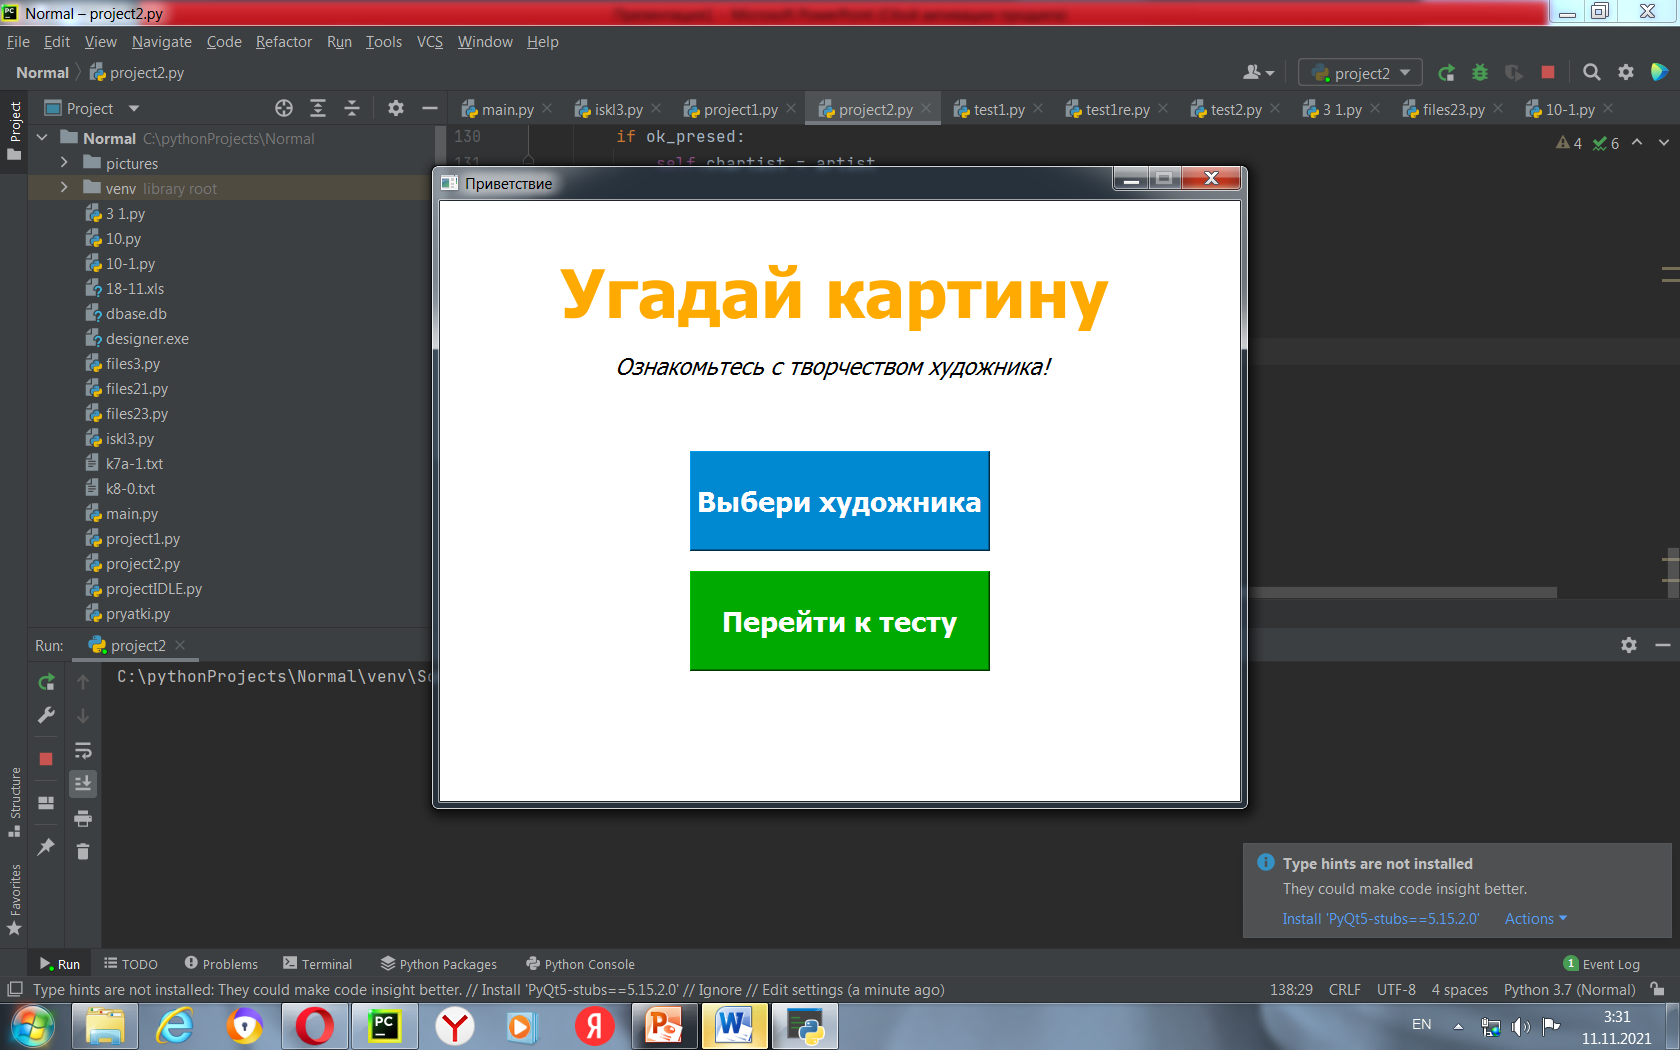 Normal – project2.py
File Edit View Navigate Code Refactor Run Tools VCS Window Help
Normal project2.py
project2
Project
Project
main.py iskl3.py project1.py project2.py test1.py test1re.py test2.py 3 1.py files23.py 10-1.py
Normal C:\pythonProjects\Normal
pictures
venv library root
3 1.py
10.py
10-1.py
18-11.xls
dbase.db
designer.exe
files3.py
files21.py
files23.py
iskl3.py
k7a-1.txt
k8-0.txt
main.py
project1.py
project2.py
projectIDLE.py
pryatki.py
130 if ok_presed:
131 self.chartist = artist
4 6
Приветствие
Угадай картину
Ознакомьтесь с творчеством художника!
Выбери художника
Перейти к тесту
Run: project2
C:\pythonProjects\Normal\venv\Sc
Structure
Favorites
Type hints are not installed
They could make code insight better.
Install 'PyQt5-stubs==5.15.2.0' Actions
Run TODO Problems Terminal Python Packages Python Console 1 Event Log
Type hints are not installed: They could make code insight better. // Install 'PyQt5-stubs==5.15.2.0' // Ignore // Edit settings (a minute ago)
138:29 CRLF UTF-8 4 spaces Python 3.7 (Normal)
EN
3:31
11.11.2021